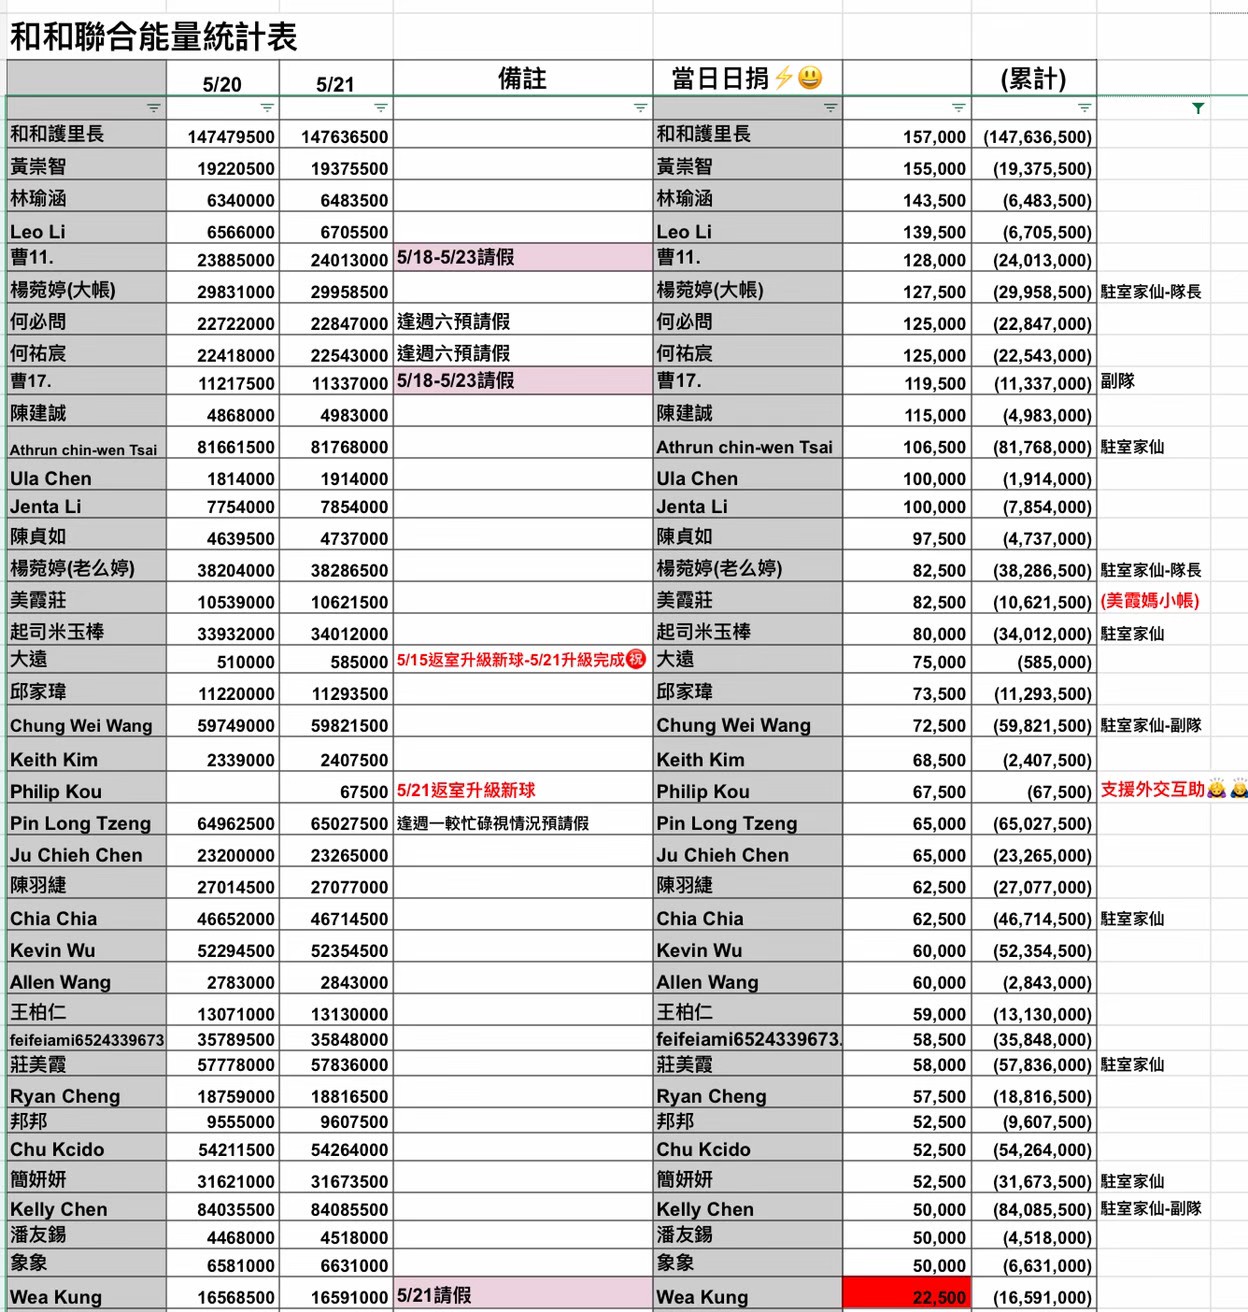 和和聯合能量統計表
5/20 5/21 備註 當日日捐⚡😃 (累計)
和和護里長 147479500 147636500 和和護里長 157,000 (147,636,500)
黃崇智 19220500 19375500 黃崇智 155,000 (19,375,500)
林瑜涵 6340000 6483500 林瑜涵 143,500 (6,483,500)
Leo Li 6566000 6705500 Leo Li 139,500 (6,705,500)
曹11. 23885000 24013000 5/18-5/23請假 曹11. 128,000 (24,013,000)
楊菀婷(大帳) 29831000 29958500 楊菀婷(大帳) 127,500 (29,958,500) 駐室家仙-隊長
何必問 22722000 22847000 逢週六預請假 何必問 125,000 (22,847,000)
何祐宸 22418000 22543000 逢週六預請假 何祐宸 125,000 (22,543,000)
曹17. 11217500 11337000 5/18-5/23請假 曹17. 119,500 (11,337,000) 副隊
陳建誠 4868000 4983000 陳建誠 115,000 (4,983,000)
Athrun chin-wen Tsai 81661500 81768000 Athrun chin-wen Tsai 106,500 (81,768,000) 駐室家仙
Ula Chen 1814000 1914000 Ula Chen 100,000 (1,914,000)
Jenta Li 7754000 7854000 Jenta Li 100,000 (7,854,000)
陳貞如 4639500 4737000 陳貞如 97,500 (4,737,000)
楊菀婷(老么婷) 38204000 38286500 楊菀婷(老么婷) 82,500 (38,286,500) 駐室家仙-隊長
美霞莊 10539000 10621500 美霞莊 82,500 (10,621,500) (美霞媽小帳)
起司米玉棒 33932000 34012000 起司米玉棒 80,000 (34,012,000) 駐室家仙
大遠 510000 585000 5/15返室升級新球-5/21升級完成㊗️ 大遠 75,000 (585,000)
邱家瑋 11220000 11293500 邱家瑋 73,500 (11,293,500)
Chung Wei Wang 59749000 59821500 Chung Wei Wang 72,500 (59,821,500) 駐室家仙-副隊
Keith Kim 2339000 2407500 Keith Kim 68,500 (2,407,500)
Philip Kou 67500 5/21返室升級新球 Philip Kou 67,500 (67,500) 支援外交互助
Pin Long Tzeng 64962500 65027500 逢週一較忙碌視情況預請假 Pin Long Tzeng 65,000 (65,027,500)
Ju Chieh Chen 23200000 23265000 Ju Chieh Chen 65,000 (23,265,000)
陳羽緁 27014500 27077000 陳羽緁 62,500 (27,077,000)
Chia Chia 46652000 46714500 Chia Chia 62,500 (46,714,500) 駐室家仙
Kevin Wu 52294500 52354500 Kevin Wu 60,000 (52,354,500)
Allen Wang 2783000 2843000 Allen Wang 60,000 (2,843,000)
王柏仁 13071000 13130000 王柏仁 59,000 (13,130,000)
feifeiami6524339673 35789500 35848000 feifeiami6524339673. 58,500 (35,848,000)
莊美霞 57778000 57836000 莊美霞 58,000 (57,836,000) 駐室家仙
Ryan Cheng 18759000 18816500 Ryan Cheng 57,500 (18,816,500)
邦邦 9555000 9607500 邦邦 52,500 (9,607,500)
Chu Kcido 54211500 54264000 Chu Kcido 52,500 (54,264,000)
簡妍妍 31621000 31673500 簡妍妍 52,500 (31,673,500) 駐室家仙
Kelly Chen 84035500 84085500 Kelly Chen 50,000 (84,085,500) 駐室家仙-副隊
潘友錫 4468000 4518000 潘友錫 50,000 (4,518,000)
象象 6581000 6631000 象象 50,000 (6,631,000)
Wea Kung 16568500 16591000 5/21請假 Wea Kung 22,500 (16,591,000)